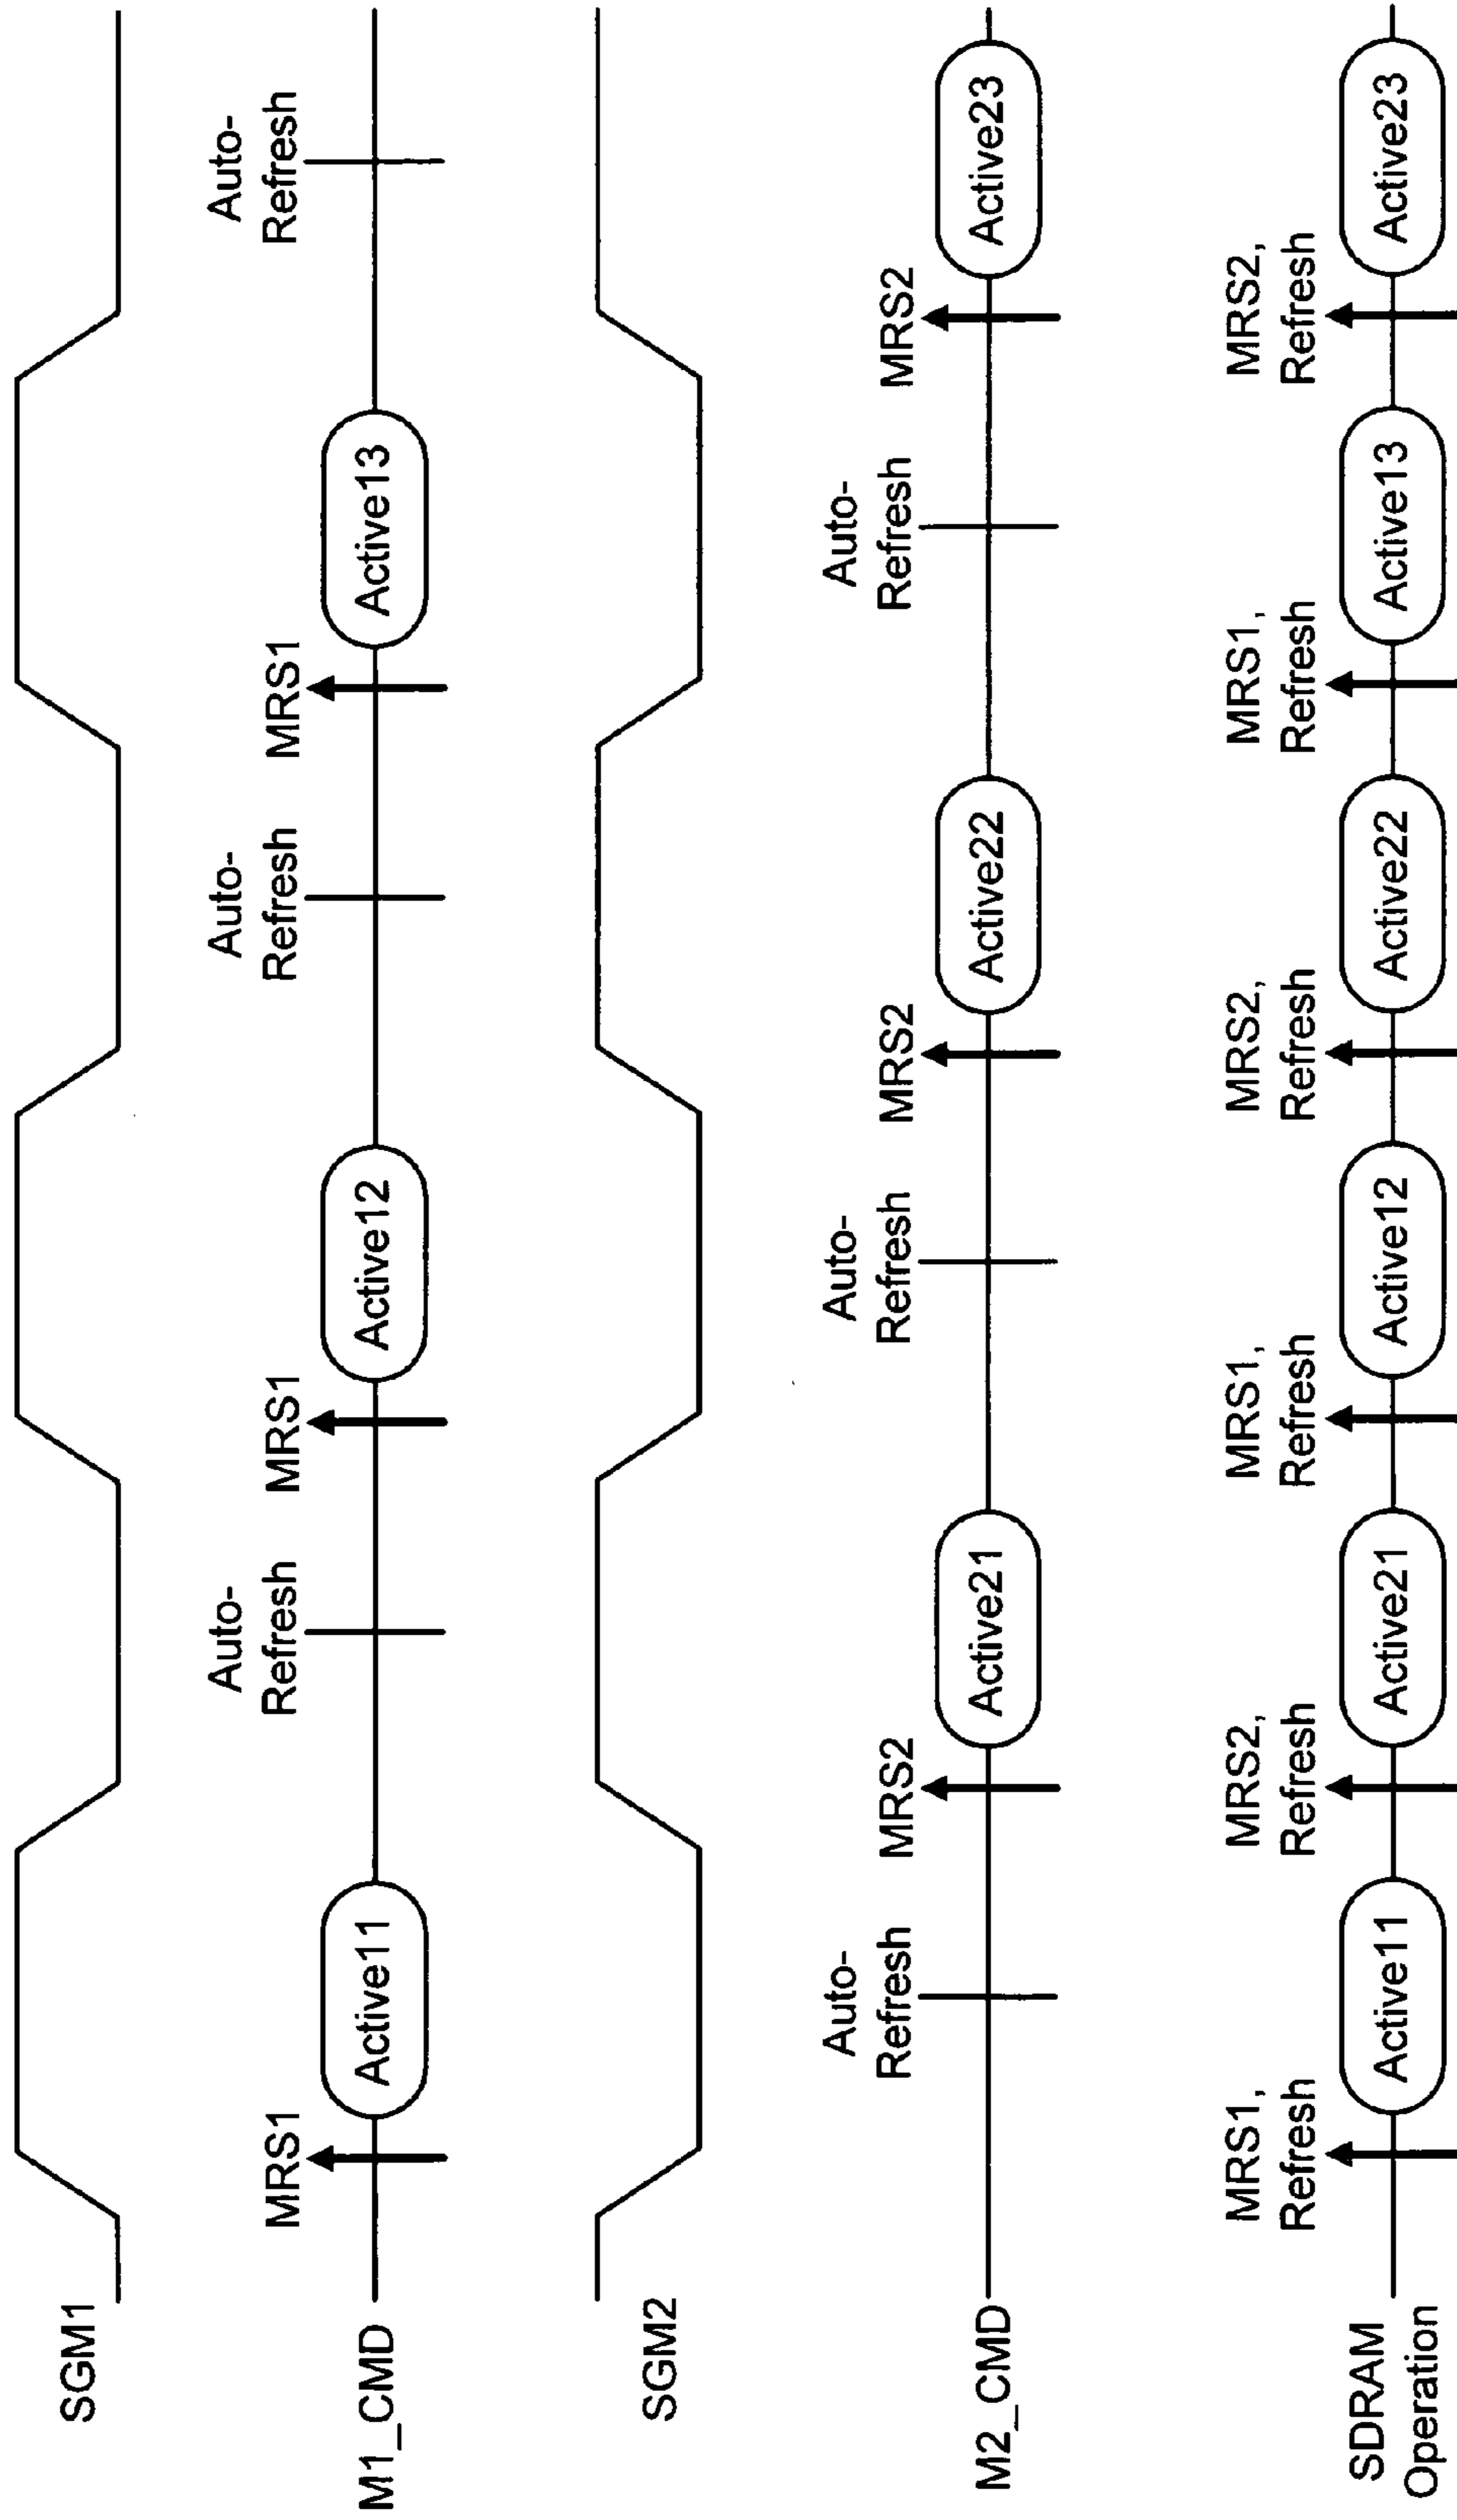 SGM1
M1_CMD
MRS1
Active11
Auto-
Refresh
MRS1
Active12
Auto-
Refresh
MRS1
Active13
Auto-
Refresh
SGM2
M2_CMD
Auto-
Refresh
MRS2
Active21
Auto-
Refresh
MRS2
Active22
Auto-
Refresh
MRS2
Active23
SDRAM
Operation
MRS1,
Refresh
Active11
MRS2,
Refresh
Active21
MRS1,
Refresh
Active12
MRS2,
Refresh
Active22
MRS1,
Refresh
Active13
MRS2,
Refresh
Active23